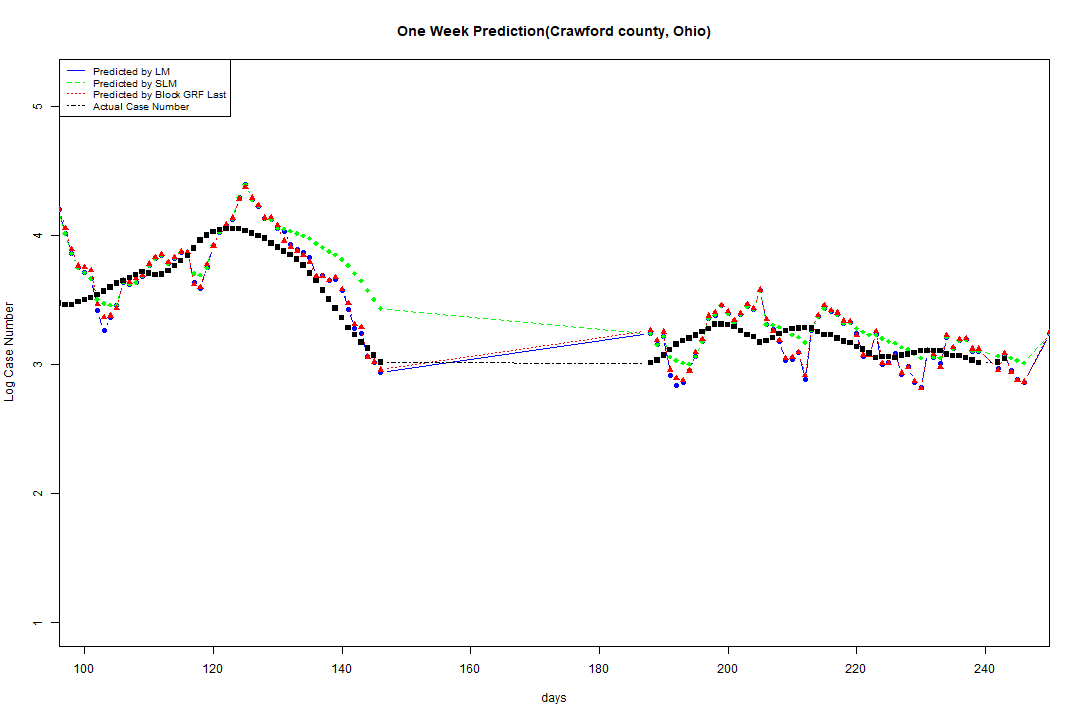 One Week Prediction(Crawford county, Ohio)
Predicted by LM
Predicted by SLM
Predicted by Block GRF Last
Actual Case Number
Log Case Number
5
4
3
2
1
100 120 140 160 180 200 220 240
days